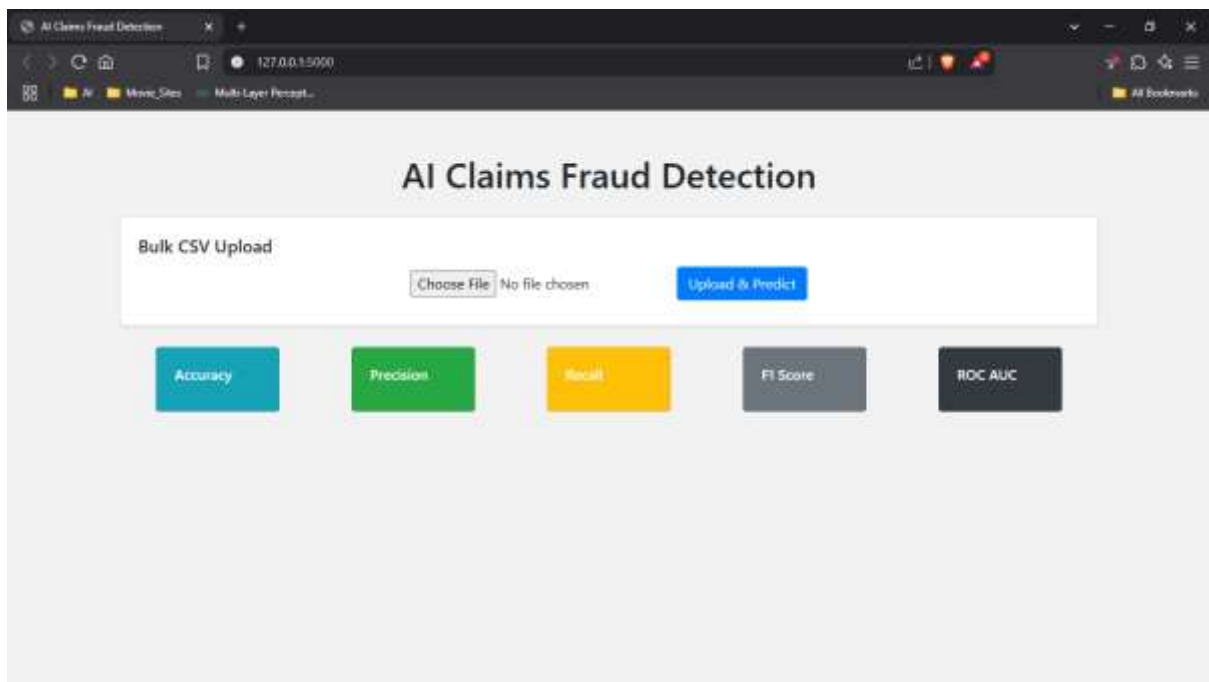 AI Claims Fraud Detection
127.0.0.1:5000
AI Movie_Sites Multi-Layer Percept... All Bookmarks
AI Claims Fraud Detection
Bulk CSV Upload
Choose File No file chosen Upload & Predict
Accuracy Precision Recall F1 Score ROC AUC